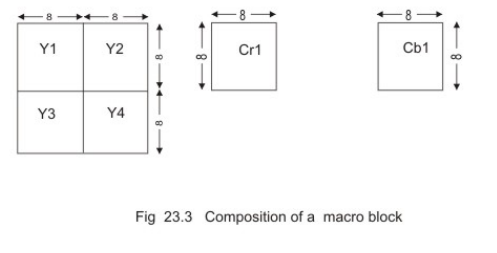 8 8 8 8
Y1 Y2 8 8 Cr1 Cb1 8
Y3 Y4 8
Fig 23.3 Composition of a macro block